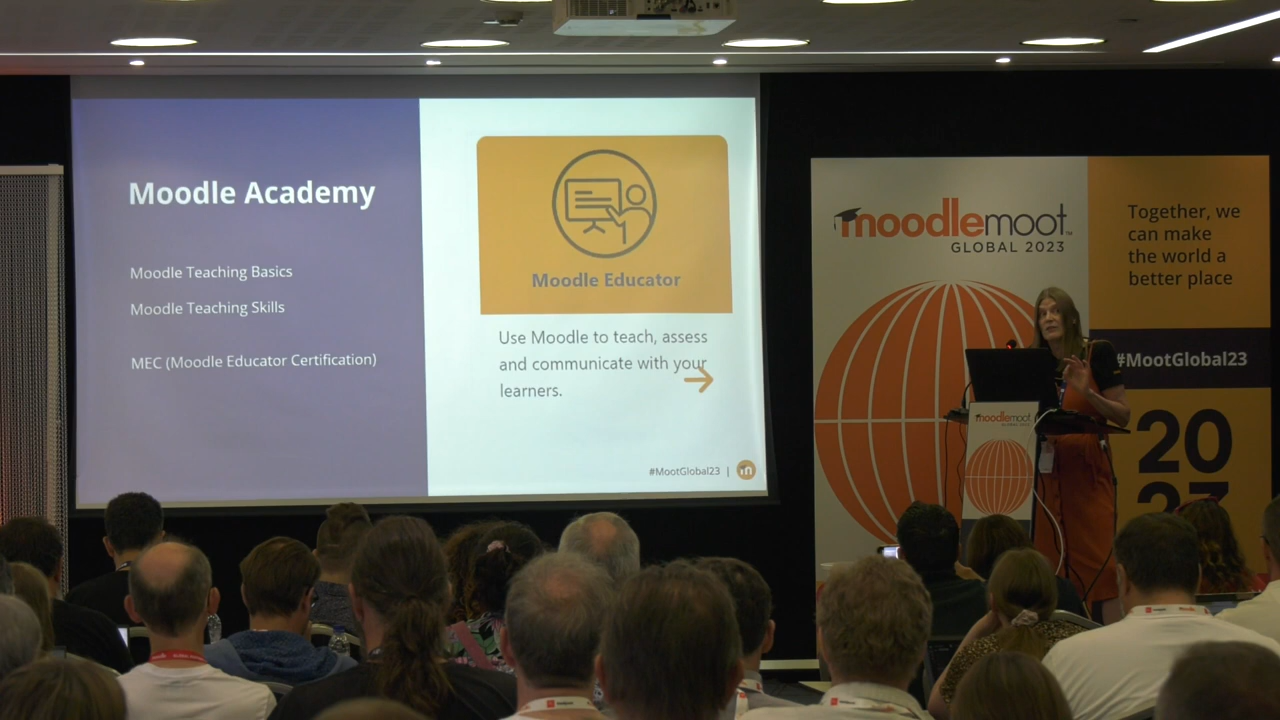 Moodle Academy
Moodle Teaching Basics
Moodle Teaching Skills
MEC (Moodle Educator Certification)
Moodle Educator
Use Moodle to teach, assess
and communicate with your
learners.
#MootGlobal23 |
moodlemoot
GLOBAL 2023
Together, we
can make
the world a
better place
#MootGlobal23
20
23
moodlemoot